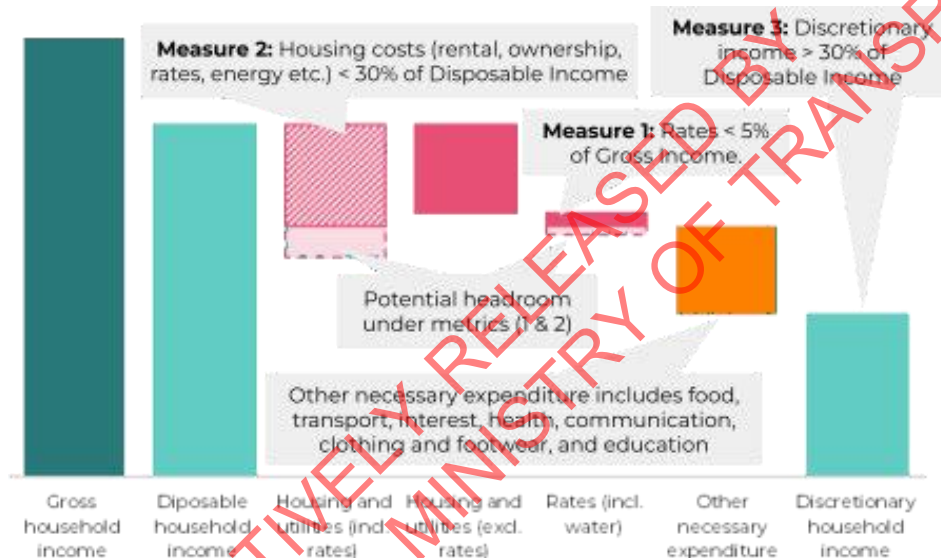 Measure 3: Discretionary
income > 30% of
Disposable Income
Measure 2: Housing costs (rental, ownership,
rates, energy etc.) < 30% of Disposable Income
Measure 1: Rates < 5%
of Gross Income.
Potential headroom
under metrics (1 & 2)
Other necessary expenditure includes food,
transport, interest, health, communication,
clothing and footwear, and education
Gross
household
income
Diposable
household
income
Housing and
utilities (incl.
rates)
Housing and
utilities (excl.
rates)
Rates (incl.
water)
Other
necessary
expenditure
Discretionary
household
income
RELEASED BY
MINISTRY OF